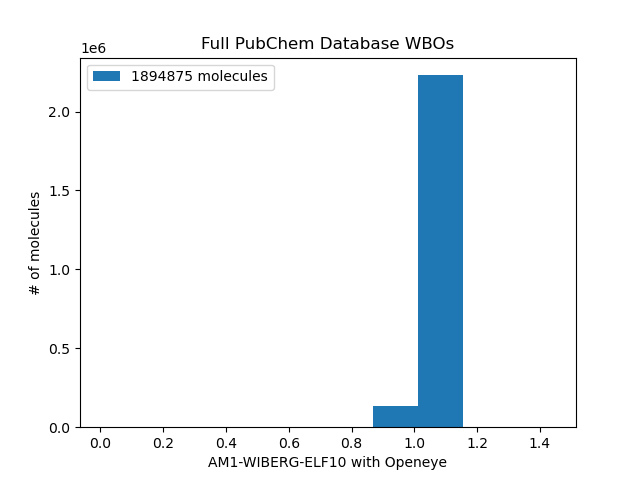 Full PubChem Database WBOs
1e6
1894875 molecules
2.0
1.5
1.0
0.5
0.0
# of molecules
0.0 0.2 0.4 0.6 0.8 1.0 1.2 1.4
AM1-WIBERG-ELF10 with Openeye